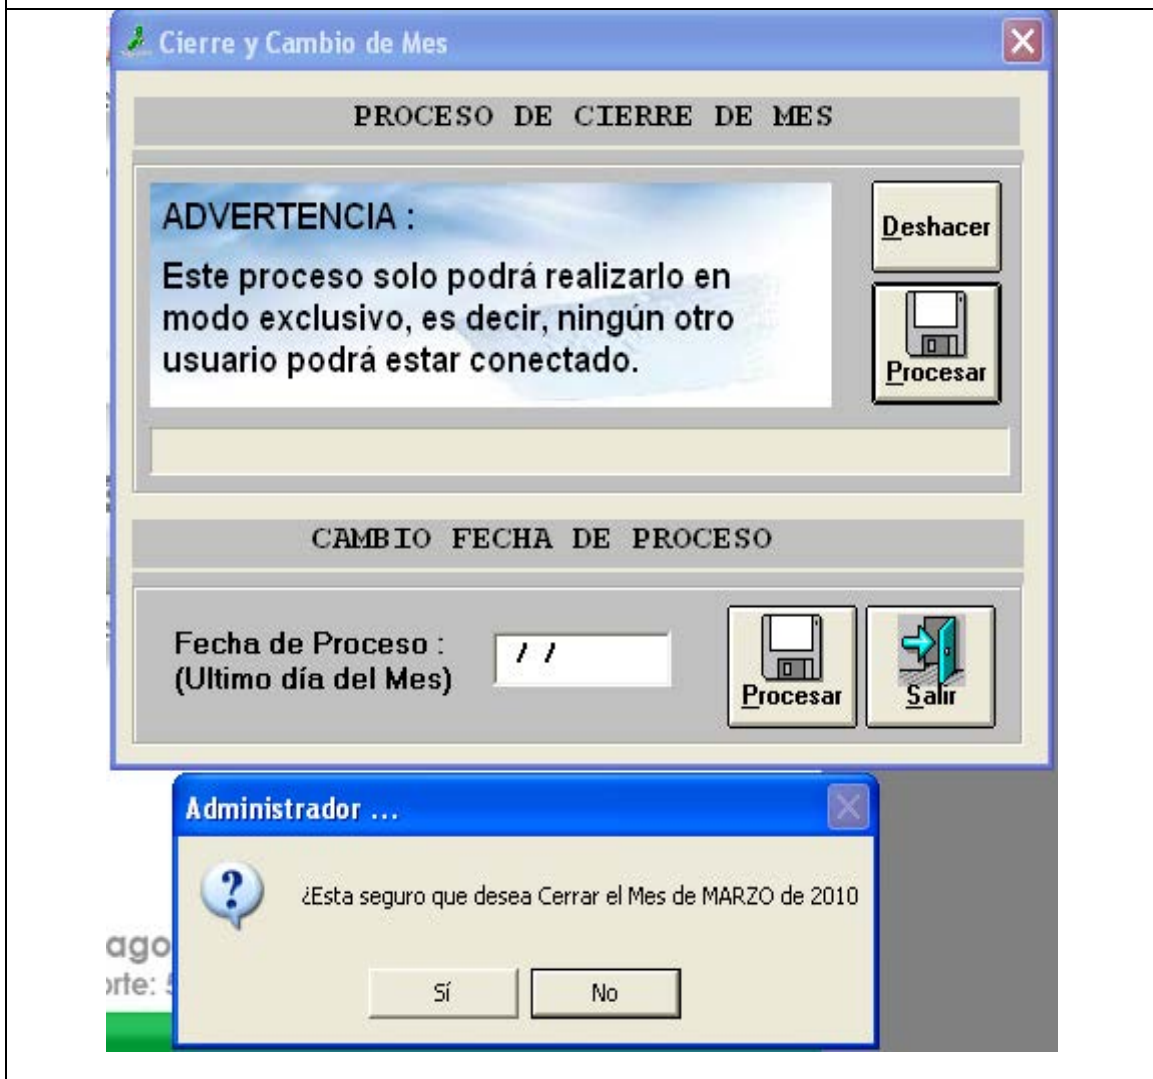 Cierre y Cambio de Mes
PROCESO DE CIERRE DE MES
ADVERTENCIA :
Este proceso solo podrá realizarlo en
modo exclusivo, es decir, ningún otro
usuario podrá estar conectado.
Deshacer
Procesar
CAMBIO FECHA DE PROCESO
Fecha de Proceso :
(Ultimo día del Mes)
/ /
Procesar
Salir
Administrador ...
¿Esta seguro que desea Cerrar el Mes de MARZO de 2010
Sí
No